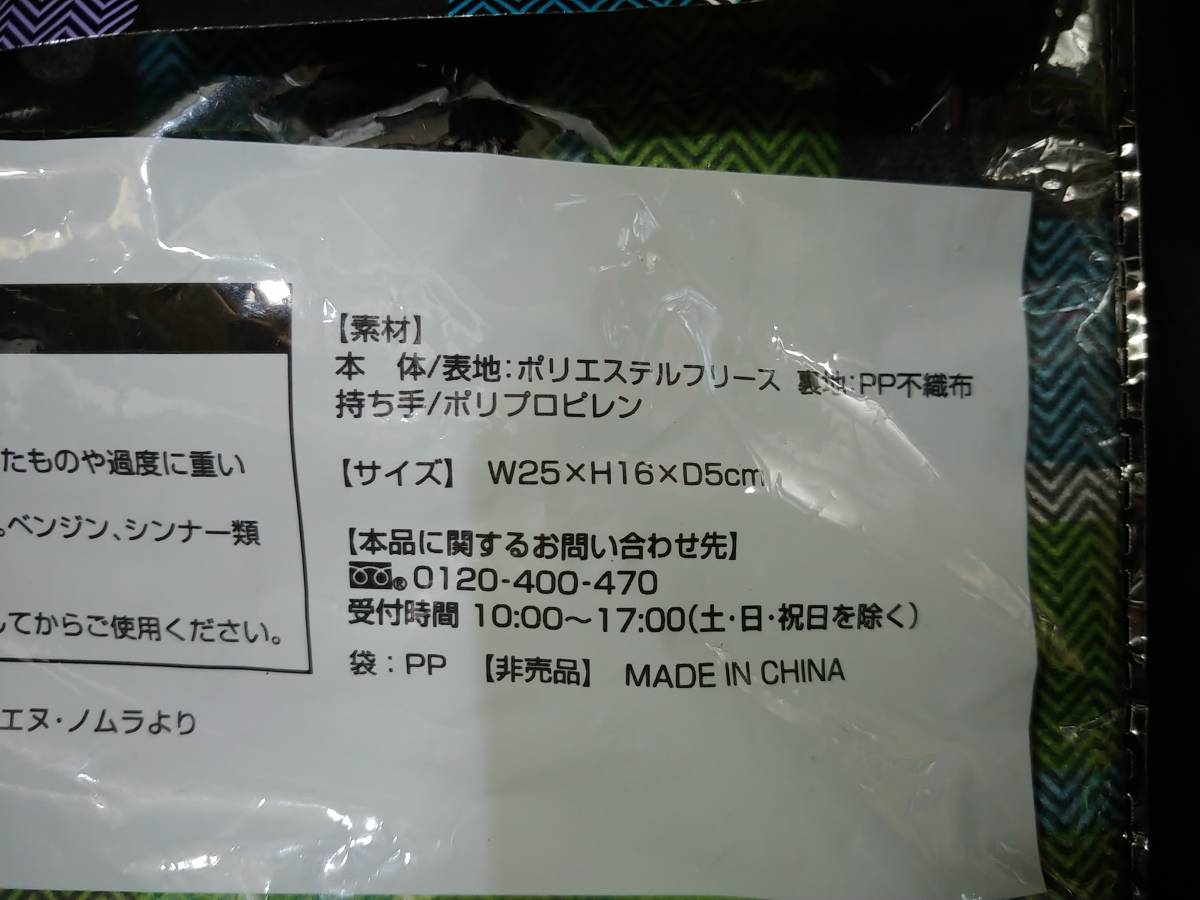 【素材】
本　体/表地:ポリエステルフリース 裏地:PP不織布
持ち手/ポリプロピレン
【サイズ】 W25×H16×D5cm
【本品に関するお問い合わせ先】
®0120-400-470
受付時間 10:00～17:00(土・日・祝日を除く)
袋:PP 【非売品】 MADE IN CHINA
たものや過度に重い
。ベンジン、シンナー類
してからご使用ください。
エヌ・ノムラより